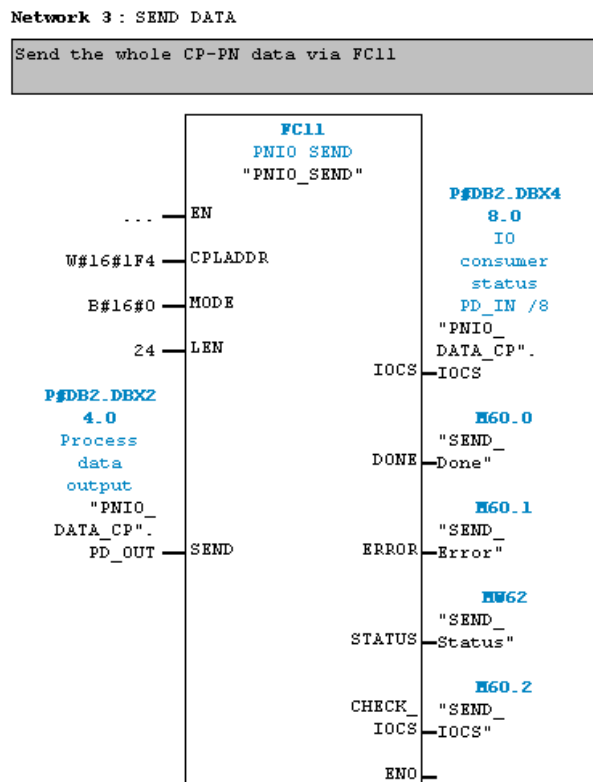 Network 3 : SEND DATA
Send the whole CP-PN data via FC11
FC11
PNIO SEND
"PNIO_SEND"
... EN
W#16#1F4 CPLADDR
B#16#0 MODE
24 LEN
P#DB2.DBX2
4.0
Process
data
output
"PNIO_
DATA_CP".
PD_OUT SEND
P#DB2.DBX4
8.0
IO
consumer
status
PD_IN /8
"PNIO_
DATA_CP".
IOCS IOCS
M60.0
"SEND_
DONE Done"
M60.1
"SEND_
ERROR Error"
MW62
"SEND_
STATUS Status"
M60.2
CHECK_ "SEND_
IOCS IOCS"
ENO